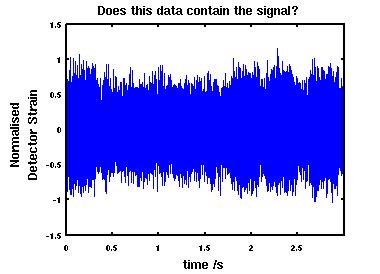 Does this data contain the signal?
1.5
1
0.5
0
-0.5
-1
-1.5
Normalised
Detector Strain
0 0.5 1 1.5 2 2.5
time /s